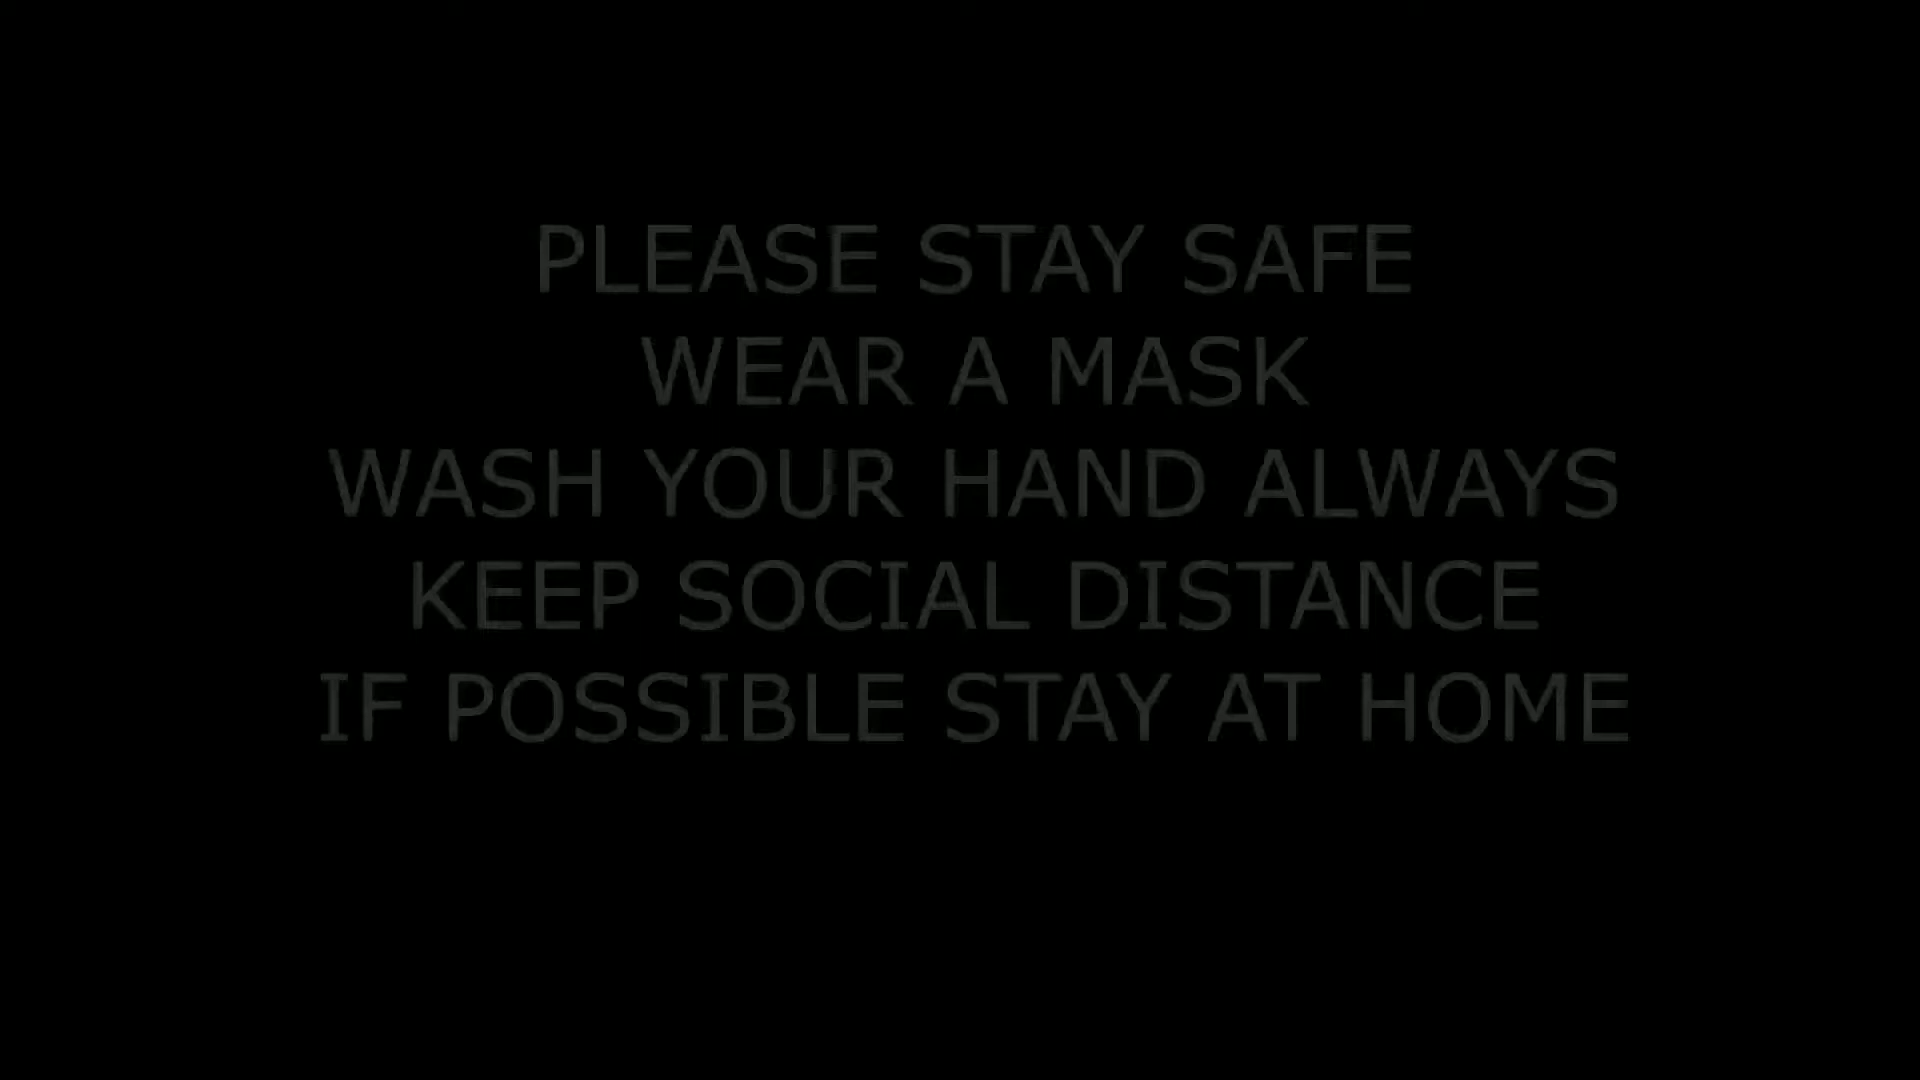 PLEASE STAY SAFE
WEAR A MASK
WASH YOUR HAND ALWAYS
KEEP SOCIAL DISTANCE
IF POSSIBLE STAY AT HOME